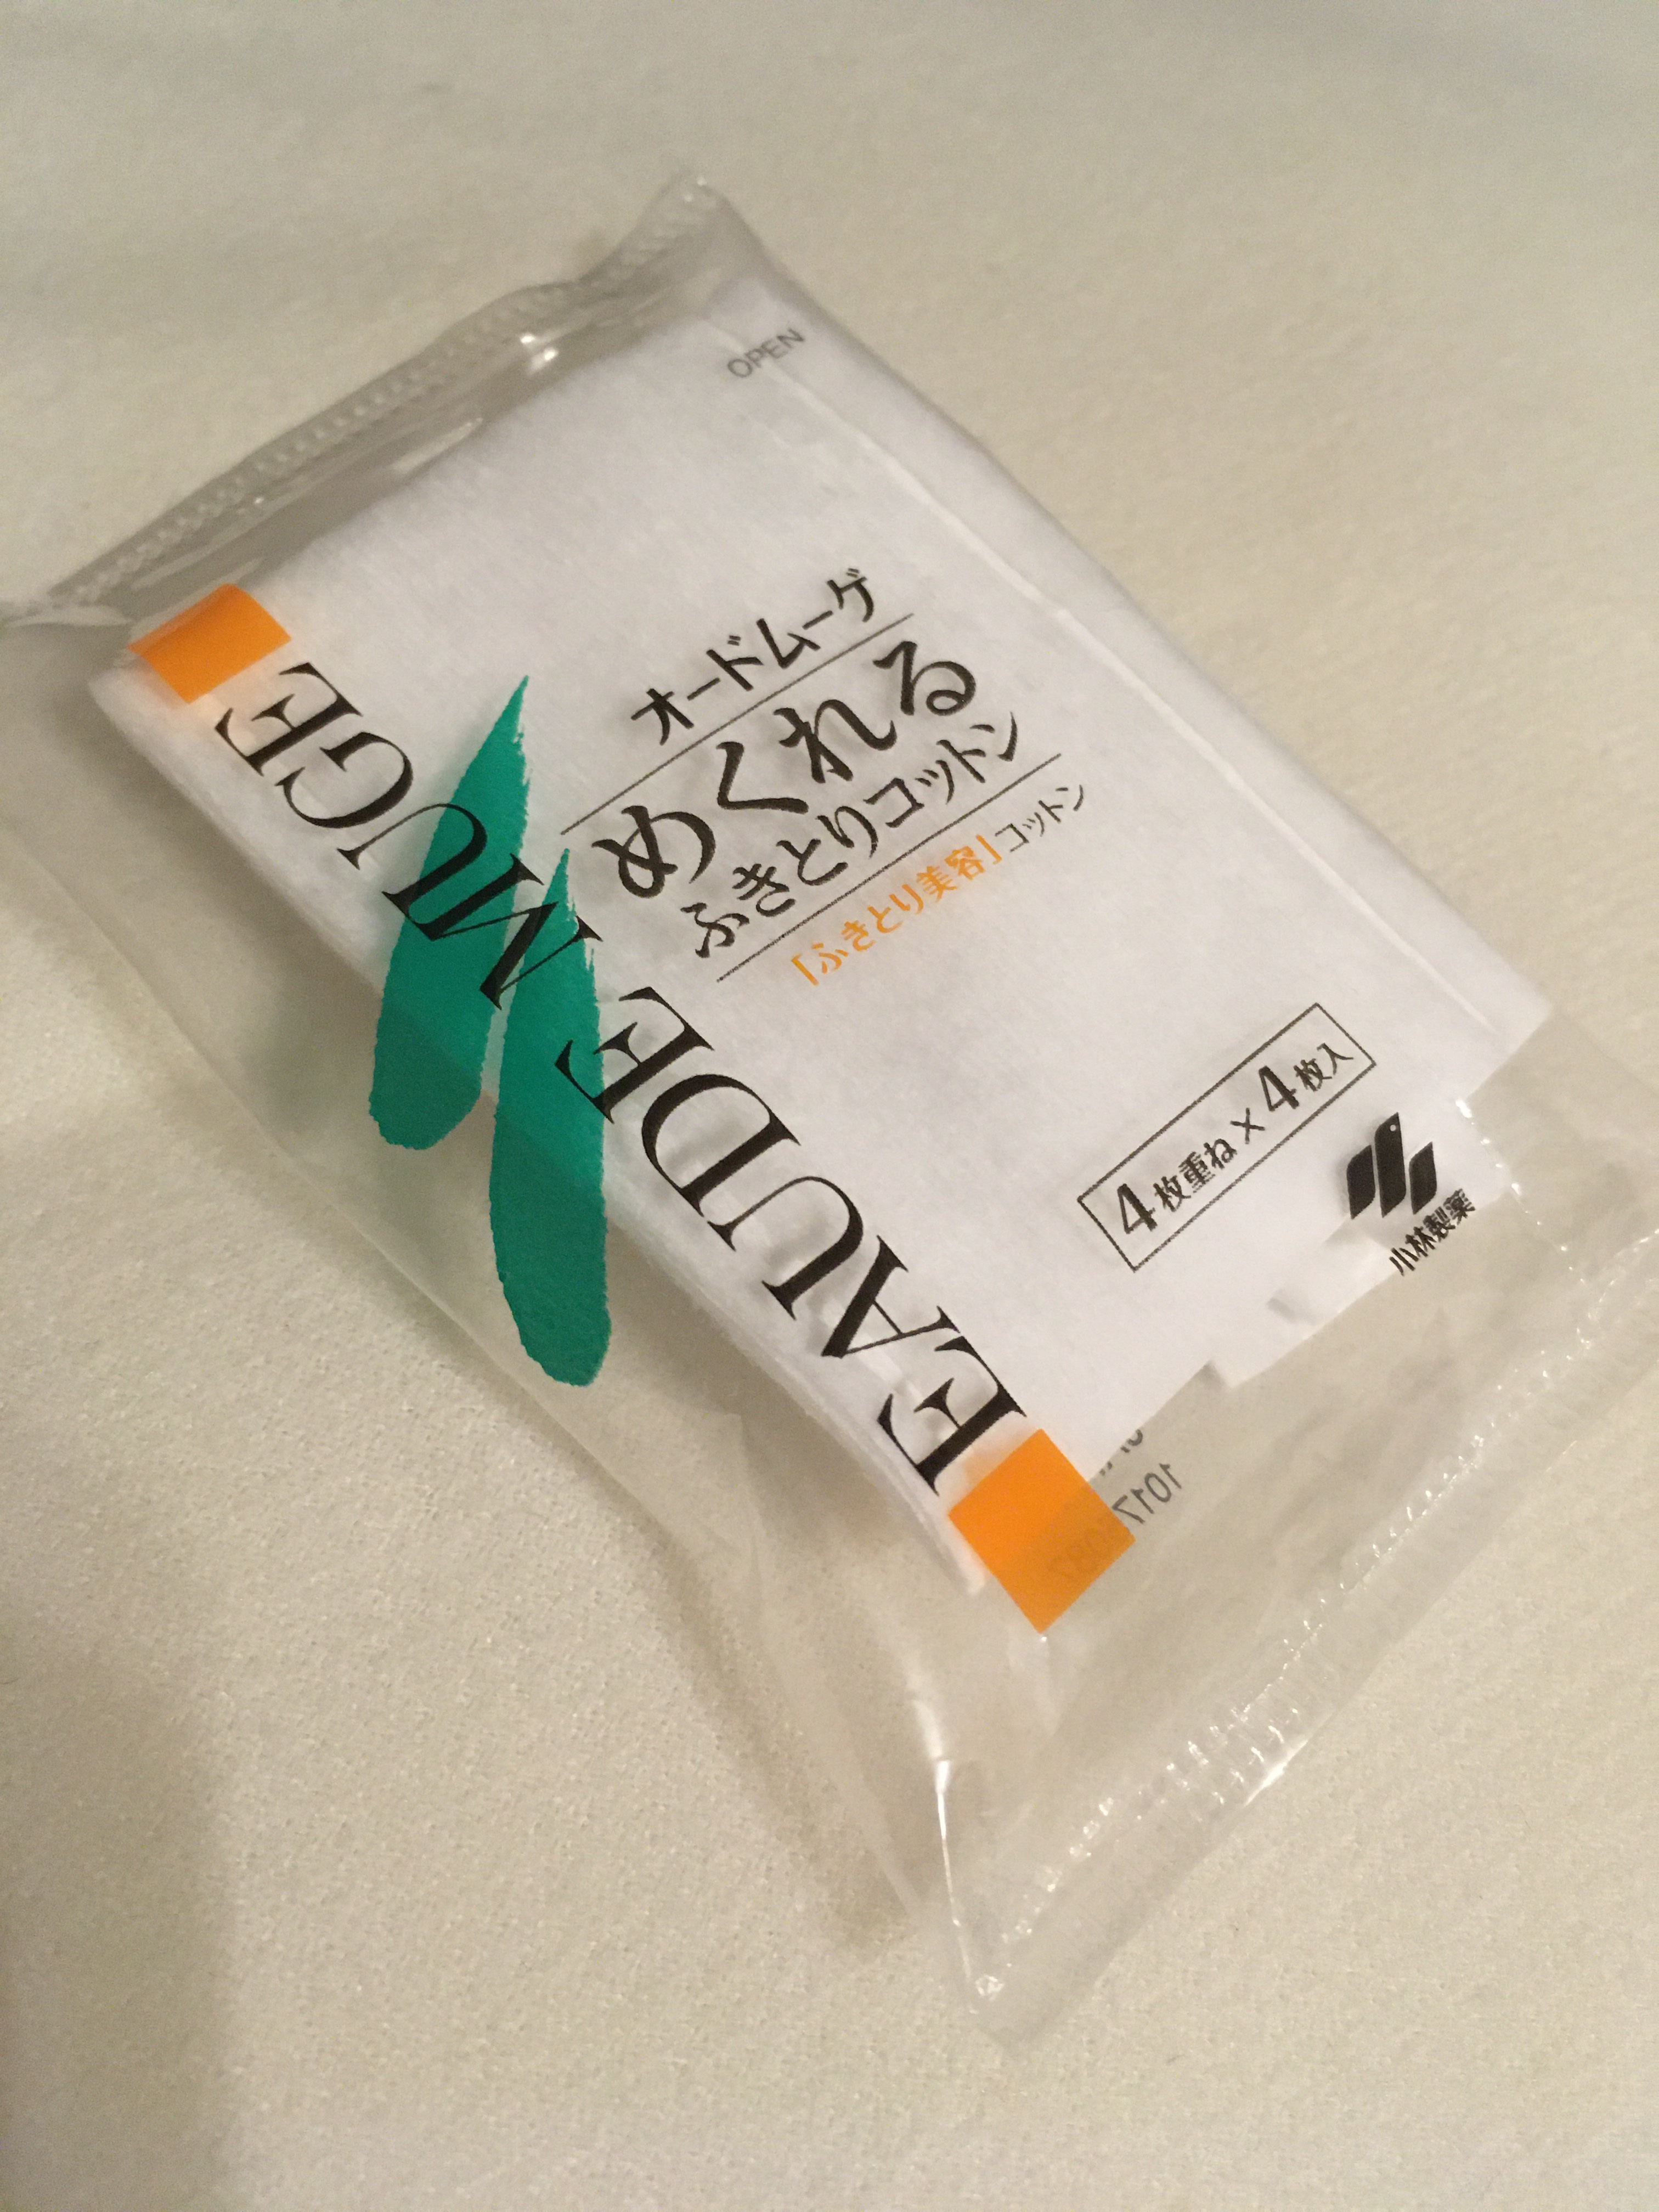 OPEN
オードムーゲ
めくれる
ふきとりコットン
「ふきとり美容」コットン
EAUDE MUGE
4枚重ね×4枚入
小林製薬